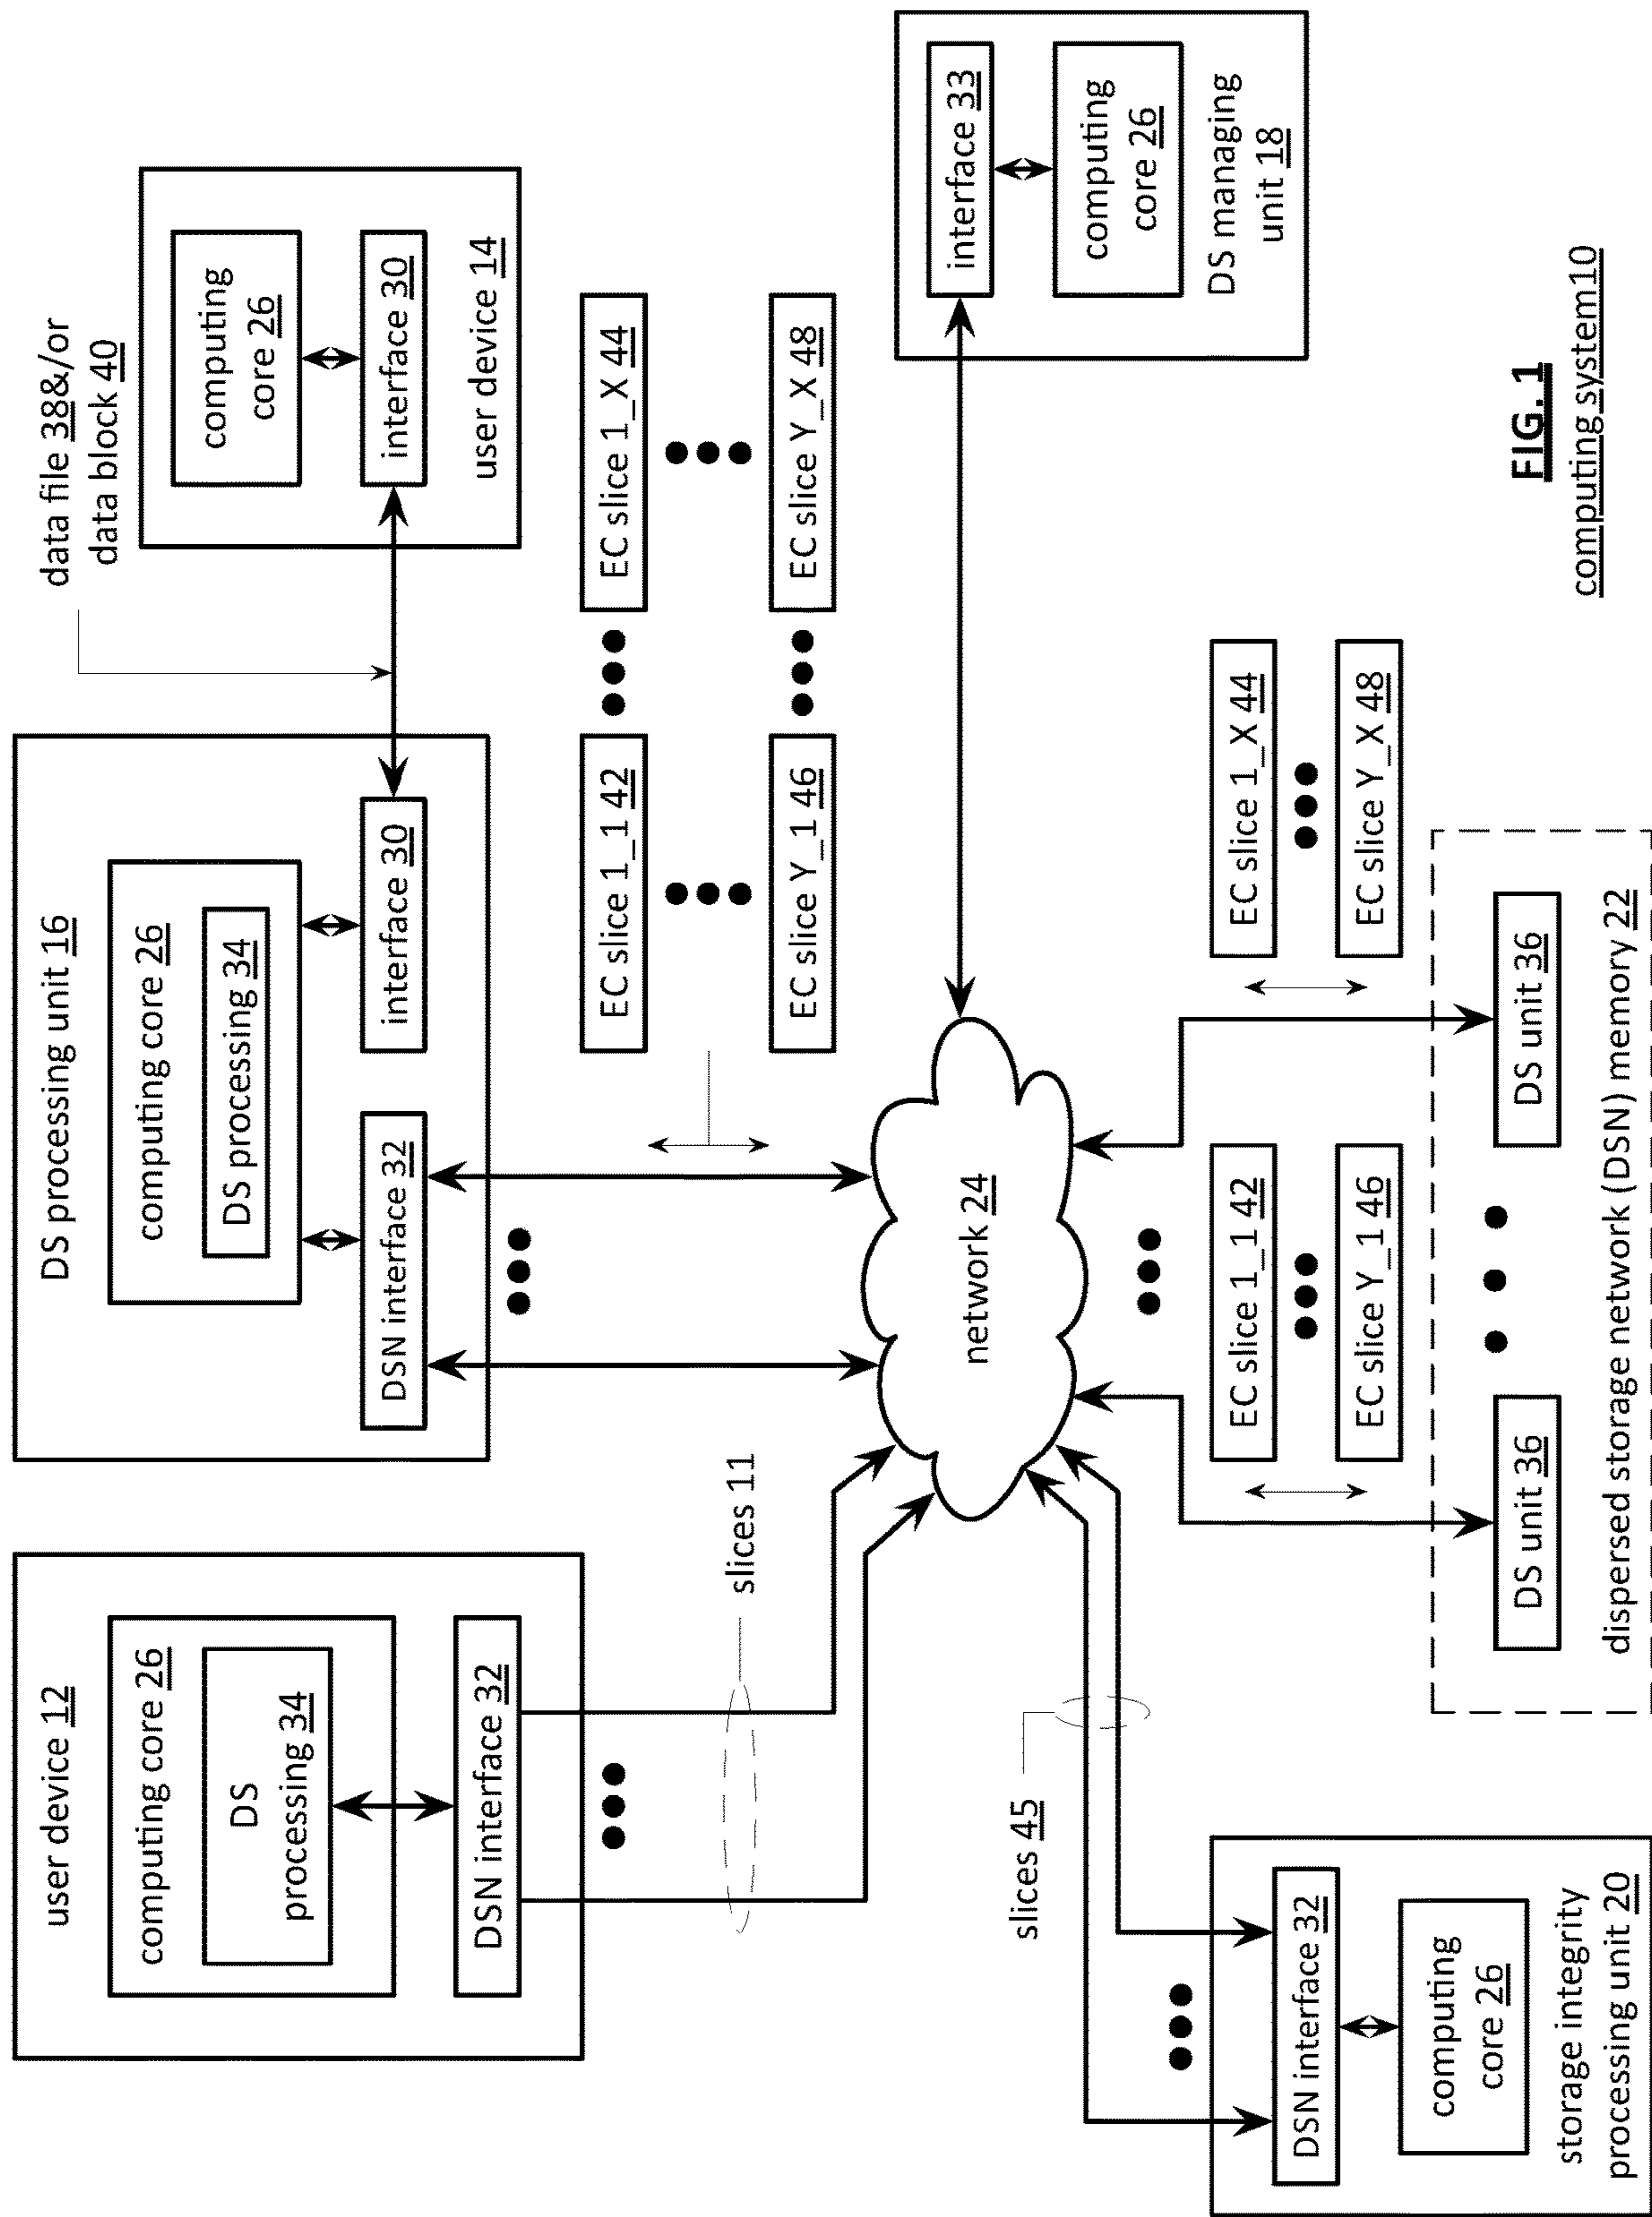 user device 12
computing core 26
DS
processing 34
DSN interface 32
slices 11
DS processing unit 16
computing core 26
DS processing 34
DSN interface 32
interface 30
data file 38&/or
data block 40
computing
core 26
interface 30
user device 14
EC slice 1_1 42
EC slice 1_X 44
EC slice Y_1 46
EC slice Y_X 48
network 24
interface 33
computing
core 26
DS managing
unit 18
slices 45
DSN interface 32
computing
core 26
storage integrity
processing unit 20
EC slice 1_1 42
EC slice Y_1 46
EC slice 1_X 44
EC slice Y_X 48
DS unit 36
DS unit 36
dispersed storage network (DSN) memory 22
FIG. 1
computing system10